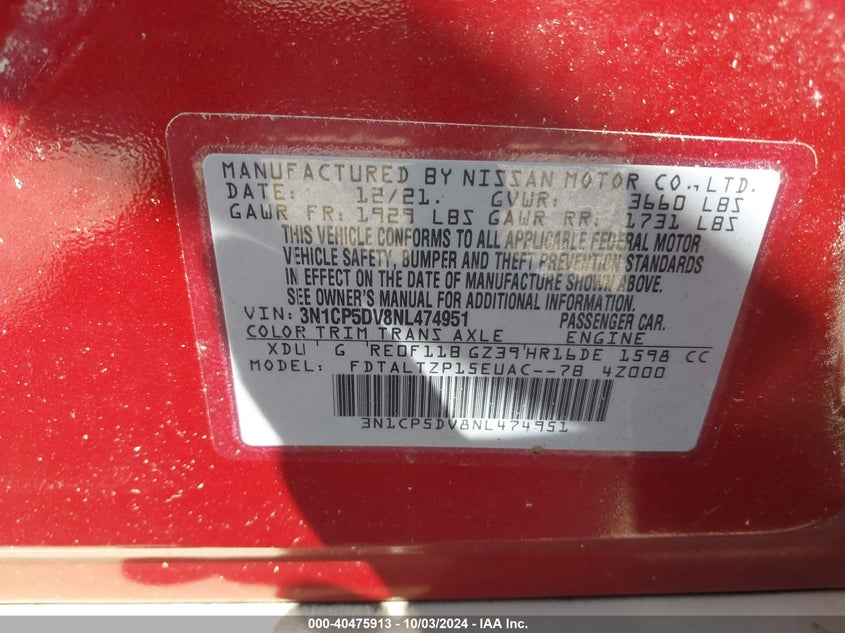 MANUFACTURED BY NISSAN MOTOR CO., LTD.
DATE: 12/21. GVWR: 3660 LBS
GAWR FR: 1929 LBS GAWR RR: 1731 LBS
THIS VEHICLE CONFORMS TO ALL APPLICABLE FEDERAL MOTOR
VEHICLE SAFETY, BUMPER AND THEFT PREVENTION STANDARDS
IN EFFECT ON THE DATE OF MANUFACTURE SHOWN ABOVE.
SEE OWNER'S MANUAL FOR ADDITIONAL INFORMATION.
VIN: 3N1CP5DV8NL474951 PASSENGER CAR.
COLOR TRIM TRANS AXLE ENGINE
XDU G RE0F11B GZ39 HR16DE 1598 CC
MODEL: FDTALTZP15EUAC--7B 4Z000
3N1CP5DV8NL474951
000-40475913 - 10/03/2024 - IAA Inc.